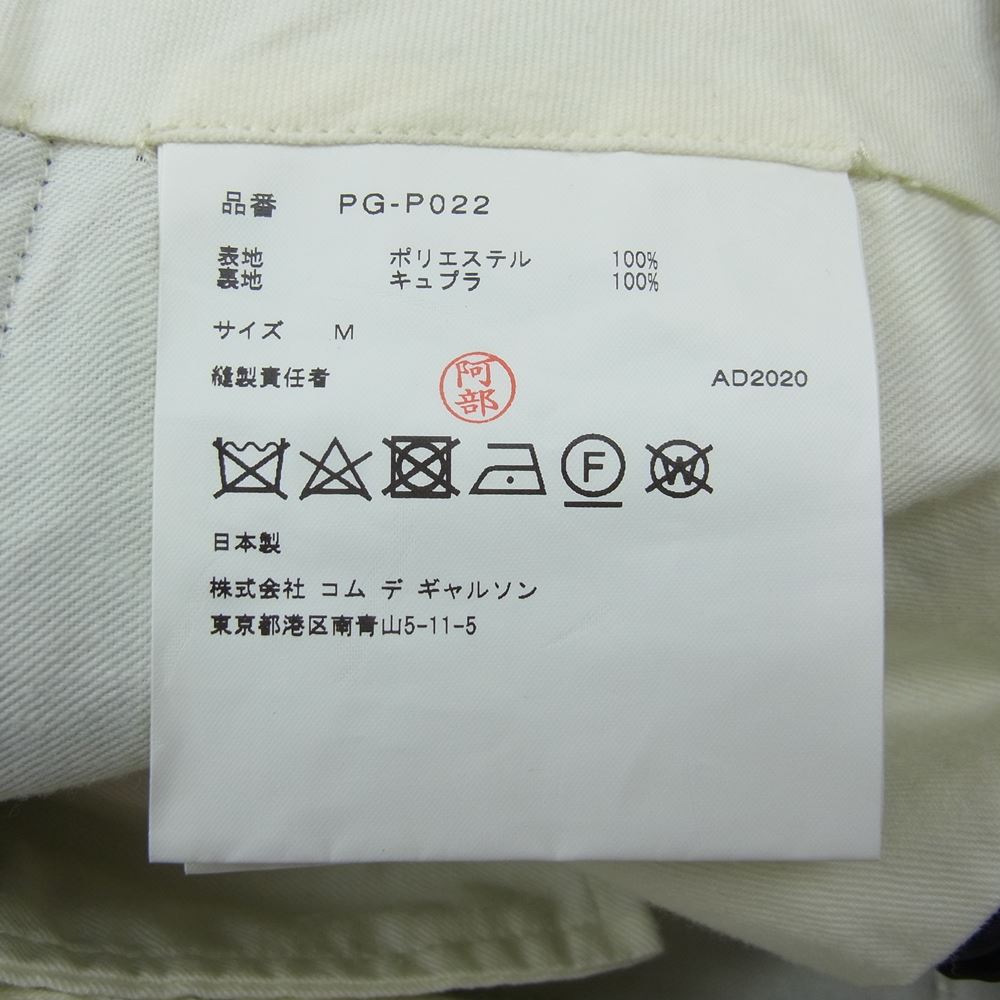 品番 PG-P022
表地 ポリエステル 100%
裏地 キュプラ 100%
サイズ M
縫製責任者 阿部 AD2020
F W
日本製
株式会社 コム デ ギャルソン
東京都港区南青山5-11-5